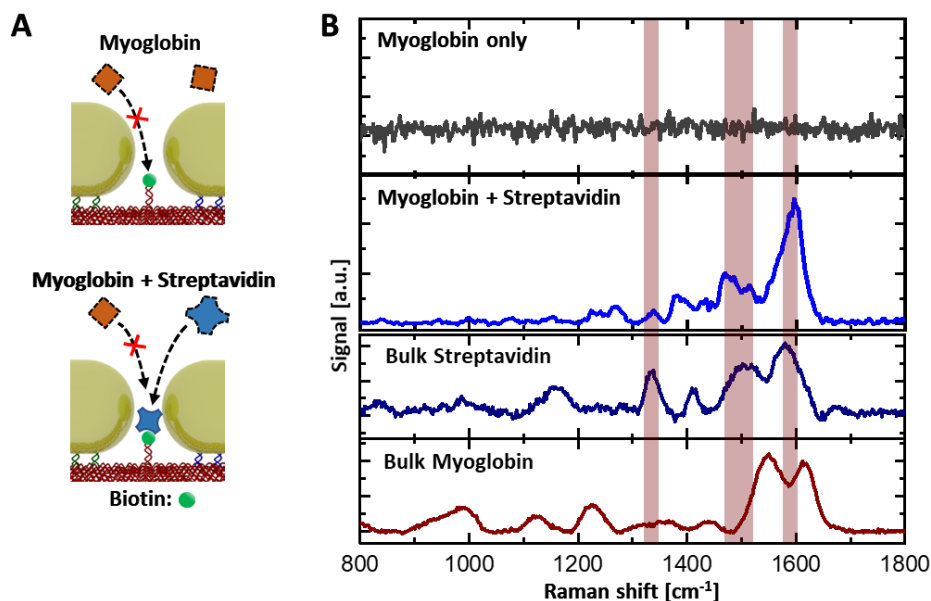 A
Myoglobin
Myoglobin + Streptavidin
Biotin:
B
Myoglobin only
Myoglobin + Streptavidin
Bulk Streptavidin
Bulk Myoglobin
Signal [a.u.]
800 1000 1200 1400 1600 1800
Raman shift [cm⁻¹]